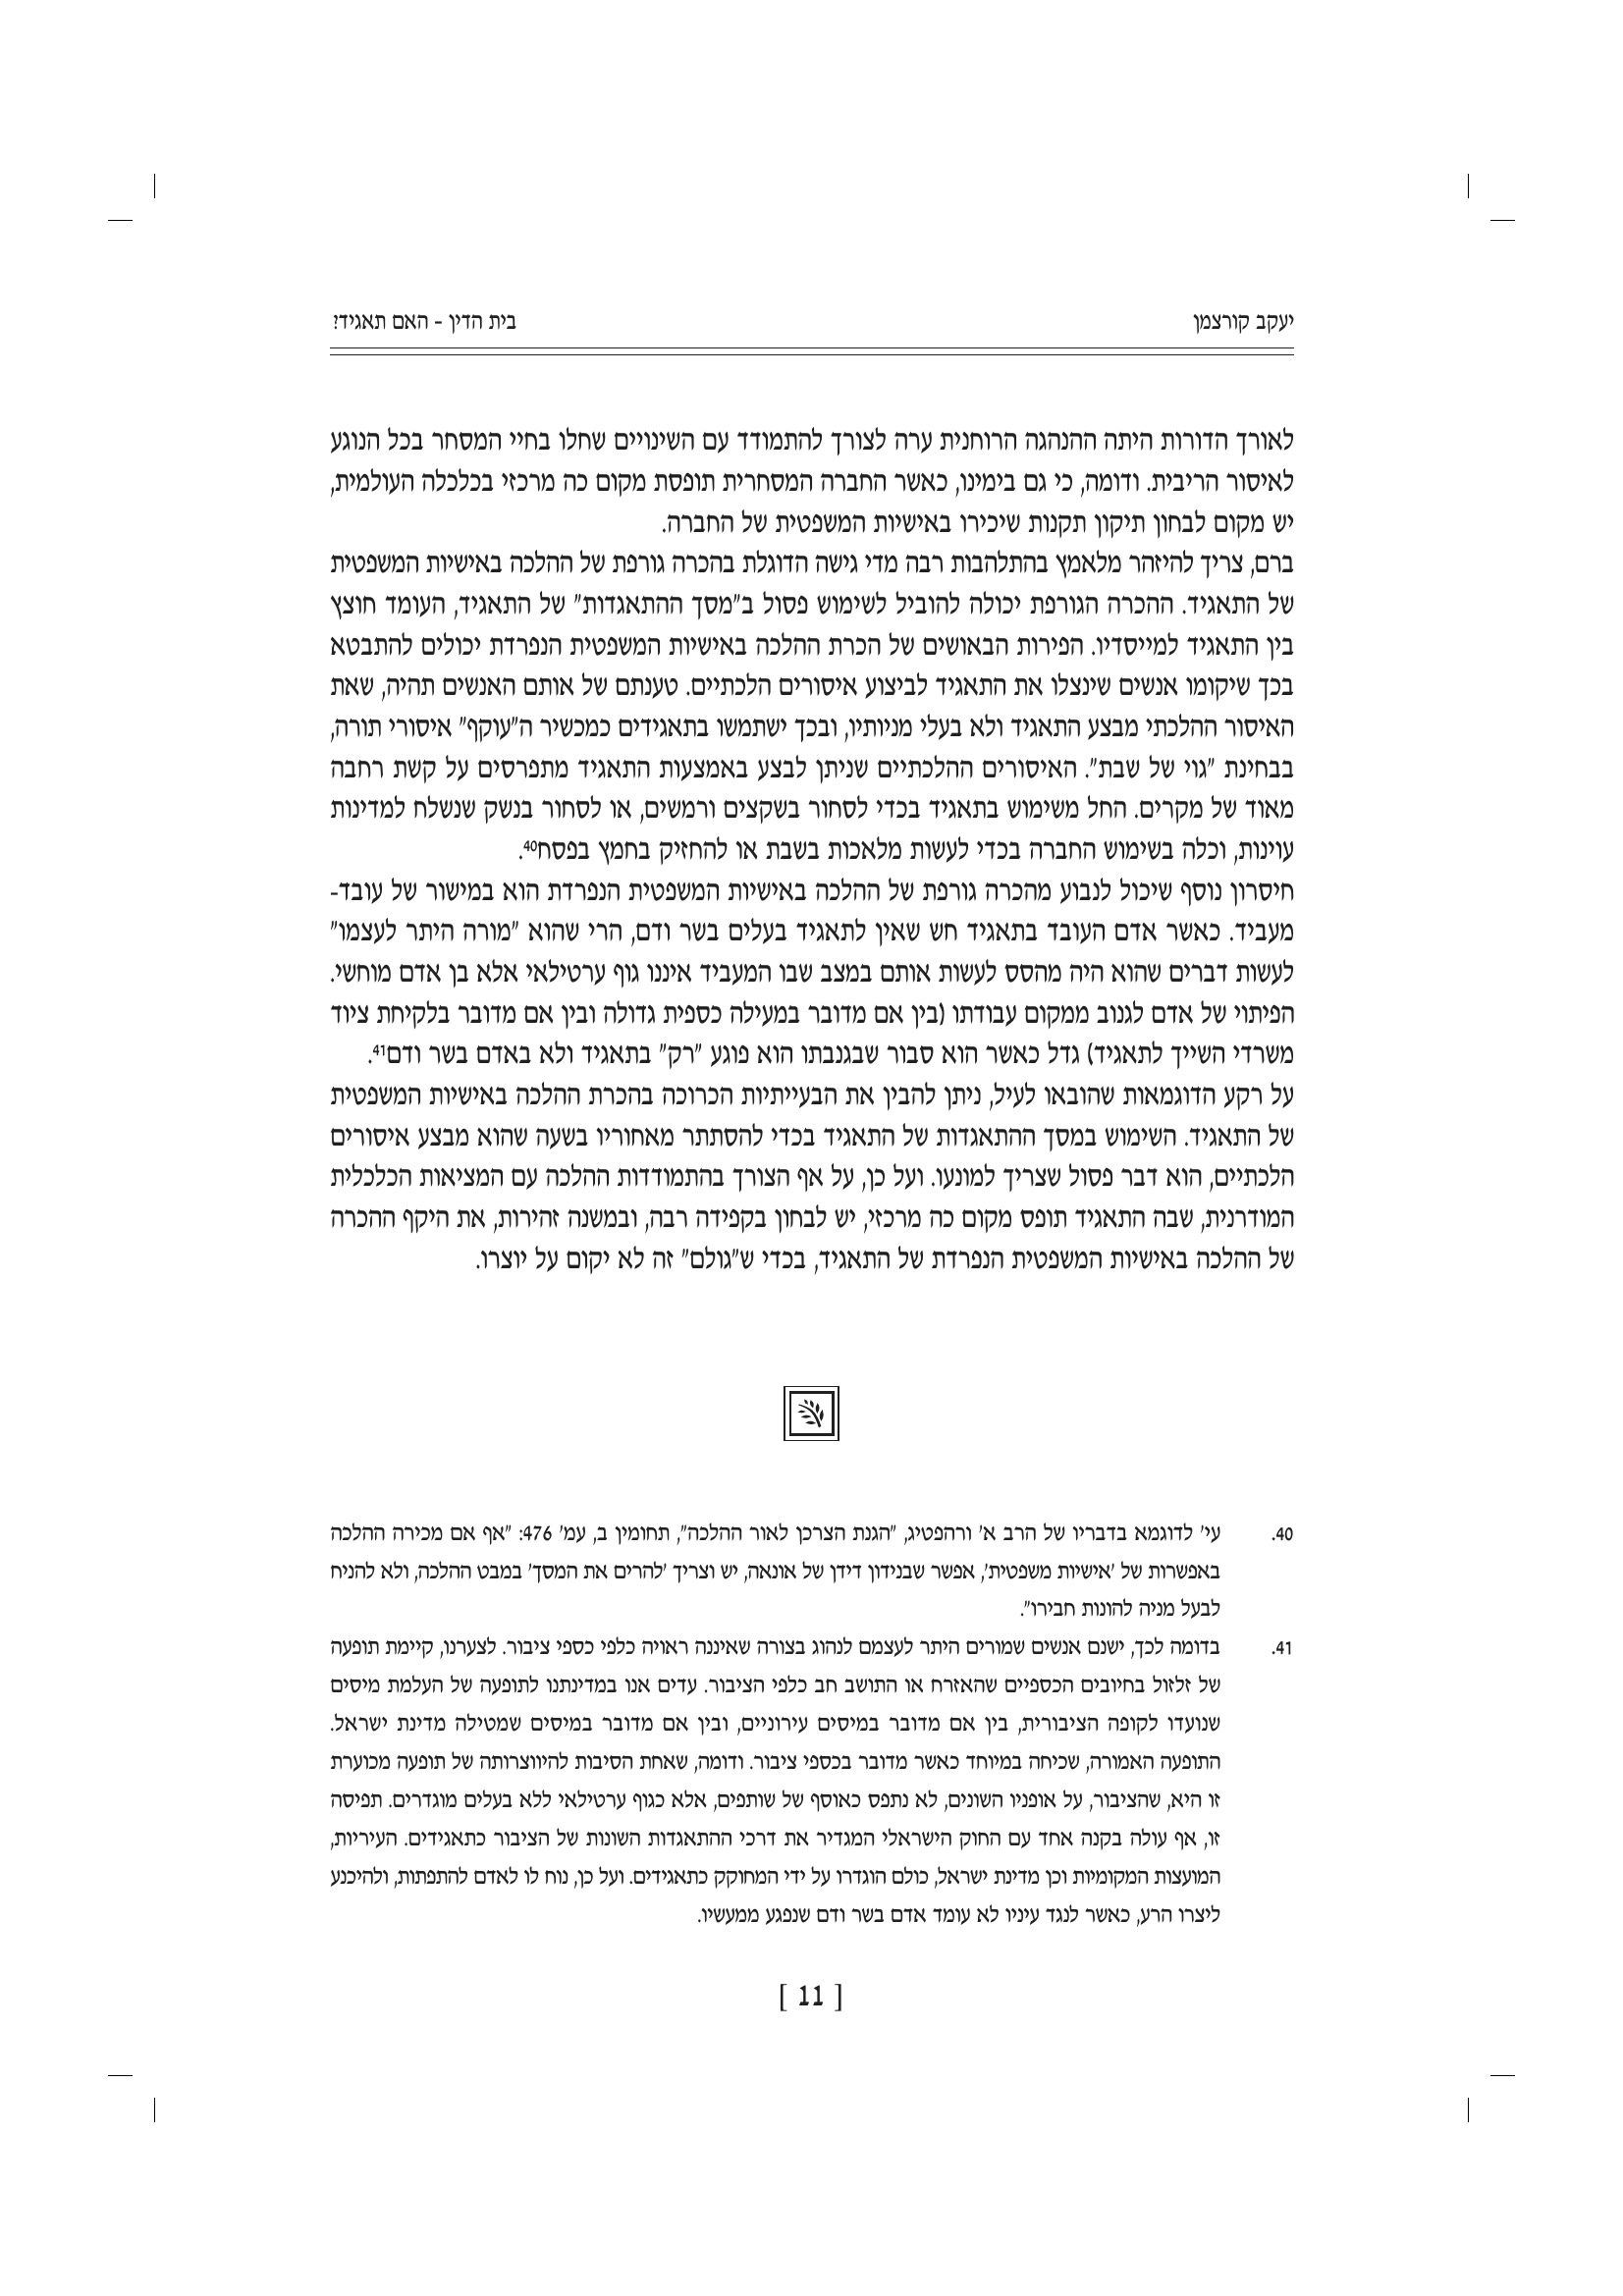 יעקב קורצמן
בית הדין - האם תאגיד?
לאורך הדורות היתה ההנהגה הרוחנית ערה לצורך להתמודד עם השינויים שחלו בחיי המסחר בכל הנוגע
לאיסור הריבית. ודומה, כי גם בימינו, כאשר החברה המסחרית תופסת מקום כה מרכזי בכלכלה העולמית,
יש מקום לבחון תיקון תקנות שיכירו באישיות המשפטית של החברה.
ברם, צריך להיזהר מלאמץ בהתלהבות רבה מדי גישה הדוגלת בהכרה גורפת של ההלכה באישיות המשפטית
של התאגיד. ההכרה הגורפת יכולה להוביל לשימוש פסול ב"מסך ההתאגדות" של התאגיד, העומד חוצץ
בין התאגיד למייסדיו. הפירות הבאושים של הכרת ההלכה באישיות המשפטית הנפרדת יכולים להתבטא
בכך שיקומו אנשים שינצלו את התאגיד לביצוע איסורים הלכתיים. טענתם של אותם האנשים תהיה, שאת
האיסור ההלכתי מבצע התאגיד ולא בעלי מניותיו, ובכך ישתמשו בתאגידים כמכשיר ה"עוקף" איסורי תורה,
בבחינת "גוי של שבת". האיסורים ההלכתיים שניתן לבצע באמצעות התאגיד מתפרסים על קשת רחבה
מאוד של מקרים. החל משימוש בתאגיד בכדי לסחור בשקצים ורמשים, או לסחור בנשק שנשלח למדינות
עוינות, וכלה בשימוש החברה בכדי לעשות מלאכות בשבת או להחזיק בחמץ בפסח40.
חיסרון נוסף שיכול לנבוע מהכרה גורפת של ההלכה באישיות המשפטית הנפרדת הוא במישור של עובד-
מעביד. כאשר אדם העובד בתאגיד חש שאין לתאגיד בעלים בשר ודם, הרי שהוא "מורה היתר לעצמו"
לעשות דברים שהוא היה מהסס לעשות אותם במצב שבו המעביד איננו גוף ערטילאי אלא בן אדם מוחשי.
הפיתוי של אדם לגנוב ממקום עבודתו (בין אם מדובר במעילה כספית גדולה ובין אם מדובר בלקיחת ציוד
משרדי השייך לתאגיד) גדל כאשר הוא סבור שבגנבתו הוא פוגע "רק" בתאגיד ולא באדם בשר ודם41.
על רקע הדוגמאות שהובאו לעיל, ניתן להבין את הבעייתיות הכרוכה בהכרת ההלכה באישיות המשפטית
של התאגיד. השימוש במסך ההתאגדות של התאגיד בכדי להסתתר מאחוריו בשעה שהוא מבצע איסורים
הלכתיים, הוא דבר פסול שצריך למונעו. ועל כן, על אף הצורך בהתמודדות ההלכה עם המציאות הכלכלית
המודרנית, שבה התאגיד תופס מקום כה מרכזי, יש לבחון בקפידה רבה, ובמשנה זהירות, את היקף ההכרה
של ההלכה באישיות המשפטית הנפרדת של התאגיד, בכדי ש"גולם" זה לא יקום על יוצרו.
40. עי' לדוגמא בדבריו של הרב א' ורהפטיג, "הגנת הצרכן לאור ההלכה", תחומין ב, עמ' 476: "אף אם מכירה ההלכה
באפשרות של 'אישיות משפטית', אפשר שבנידון דידן של אונאה, יש וצריך 'להרים את המסך' במבט ההלכה, ולא להניח
לבעל מניה להונות חבירו".
41. בדומה לכך, ישנם אנשים שמורים היתר לעצמם לנהוג בצורה שאיננה ראויה כלפי כספי ציבור. לצערנו, קיימת תופעה
של זלזול בחיובים הכספיים שהאזרח או התושב חב כלפי הציבור. עדים אנו במדינתנו לתופעה של העלמת מיסים
שנועדו לקופה הציבורית, בין אם מדובר במיסים עירוניים, ובין אם מדובר במיסים שמטילה מדינת ישראל.
התופעה האמורה, שכיחה במיוחד כאשר מדובר בכספי ציבור. ודומה, שאחת הסיבות להיווצרותה של תופעה מכוערת
זו היא, שהציבור, על אופניו השונים, לא נתפס כאוסף של שותפים, אלא כגוף ערטילאי ללא בעלים מוגדרים. תפיסה
זו, אף עולה בקנה אחד עם החוק הישראלי המגדיר את דרכי ההתאגדות השונות של הציבור כתאגידים. העיריות,
המועצות המקומיות וכן מדינת ישראל, כולם הוגדרו על ידי המחוקק כתאגידים. ועל כן, נוח לו לאדם להתפתות, ולהיכנע
ליצרו הרע, כאשר לנגד עיניו לא עומד אדם בשר ודם שנפגע ממעשיו.
[ 11 ]